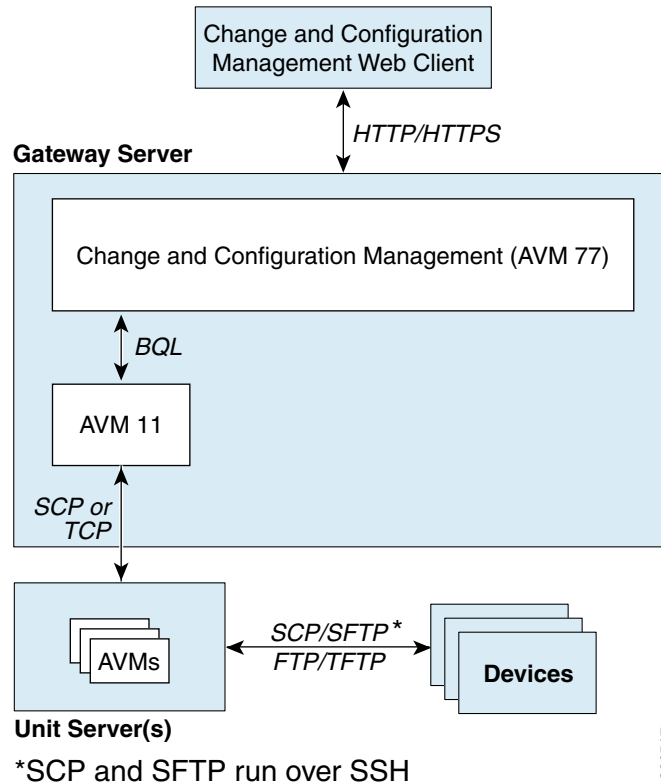 Change and Configuration
Management Web Client
HTTP/HTTPS
Gateway Server
Change and Configuration Management (AVM 77)
BQL
AVM 11
SCP or
TCP
SCP/SFTP*
FTP/TFTP
AVMs
Devices
Unit Server(s)
*SCP and SFTP run over SSH